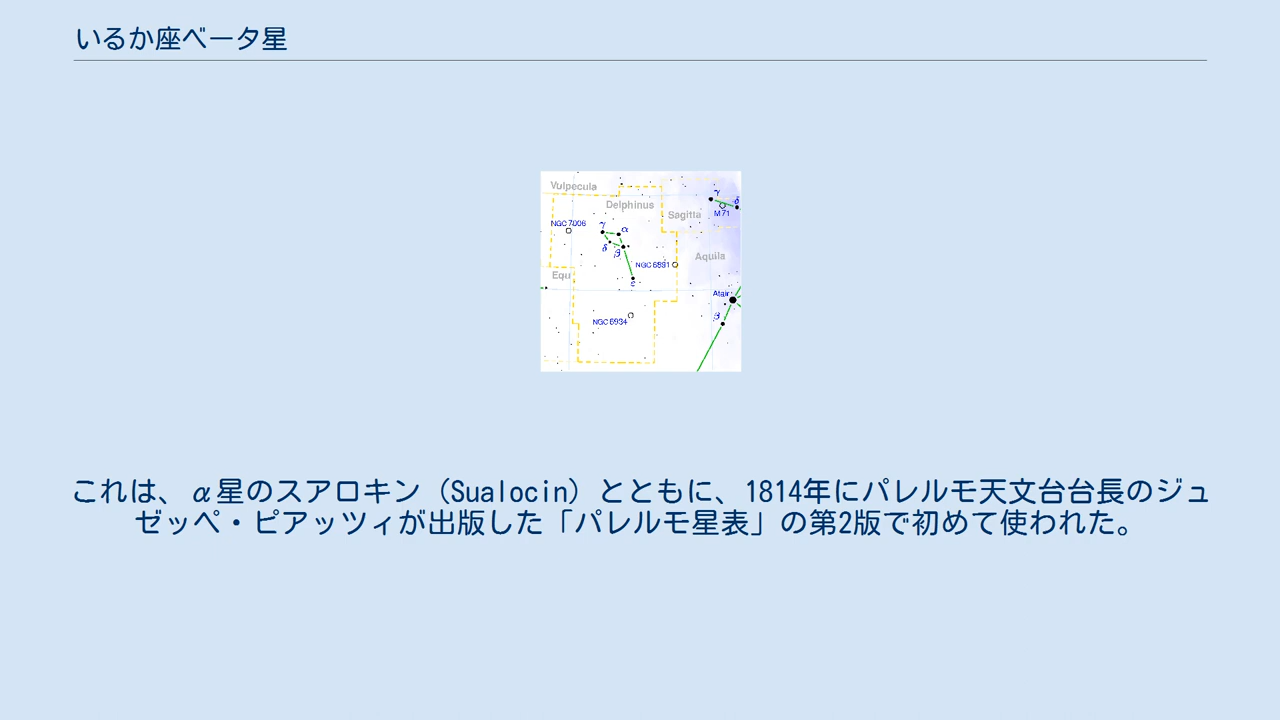 いるか座ベータ星
Vulpecula
Delphinus
Sagitta
γ
δ
M 71
NGC 7006
γ
α
δ
β
NGC 6891
Aquila
Equ
ε
Atair
β
NGC 6934
これは、α星のスアロキン（Sualocin）とともに、1814年にパレルモ天文台台長のジュ
ゼッペ・ピアッツィが出版した「パレルモ星表」の第2版で初めて使われた。